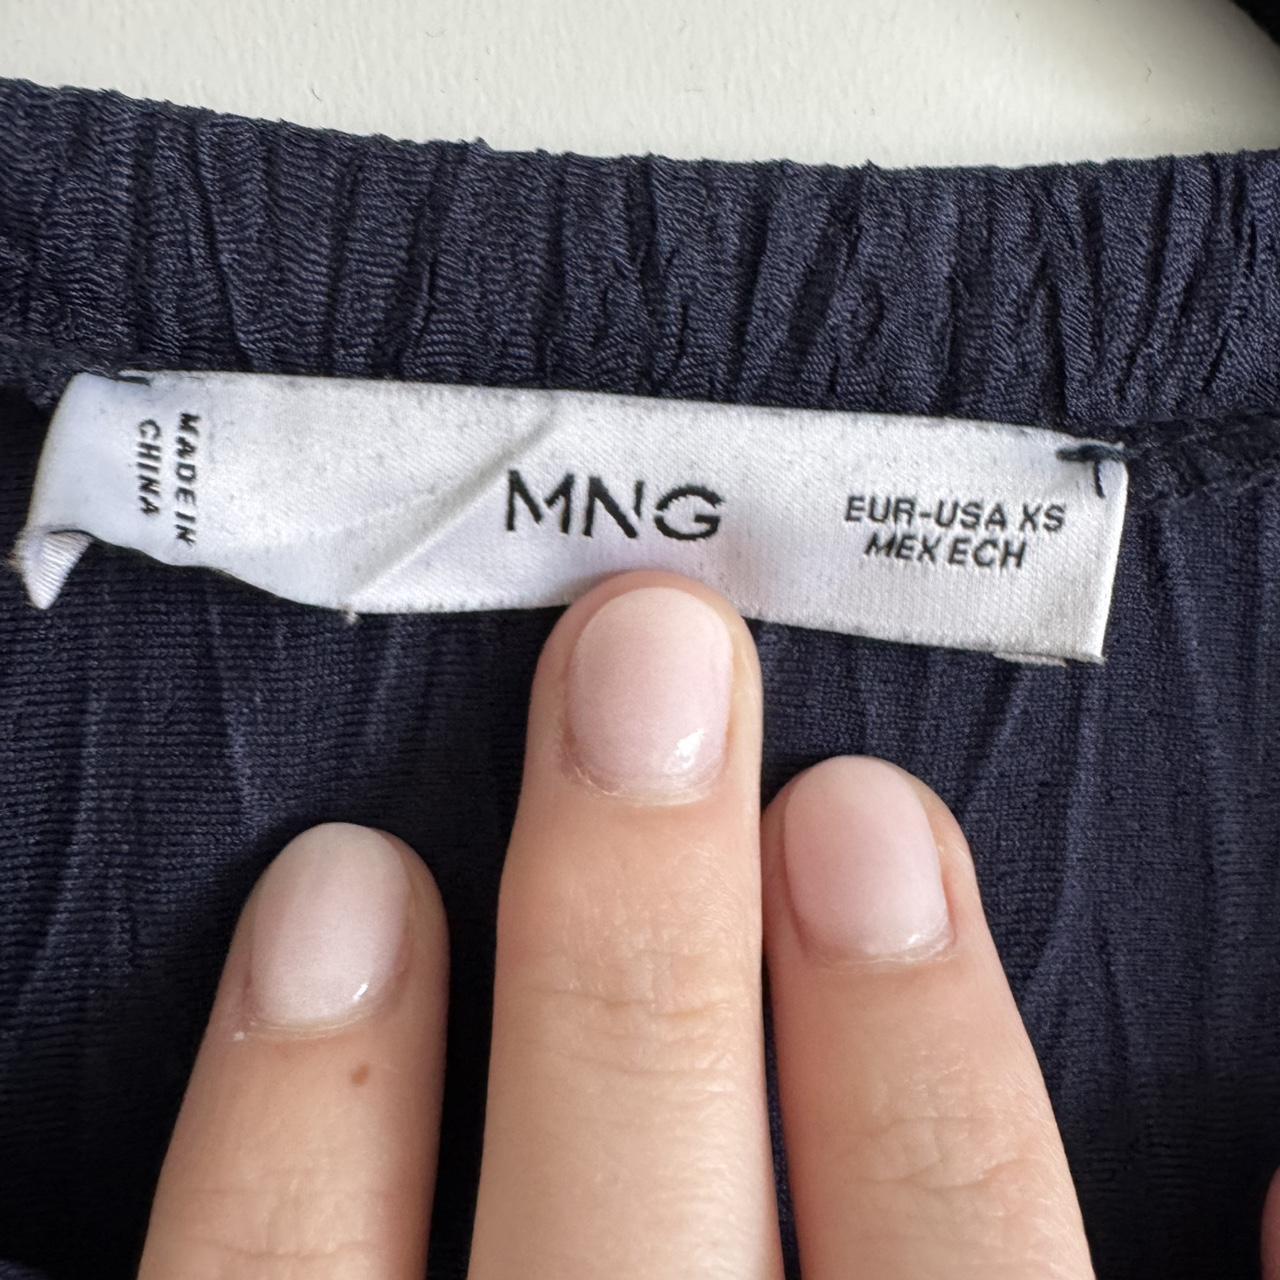 MADE IN
CHINA
MNG
EUR-USA XS
MEX ECH